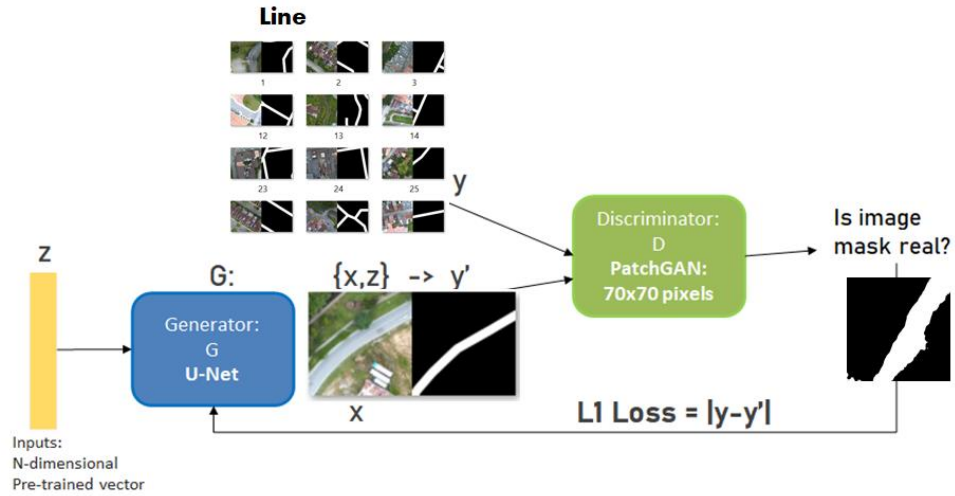 Line
1 2 3
12 13 14
23 24 25
y
z
G: {x,z} -> y'
Generator:
G
U-Net
x
Discriminator:
D
PatchGAN:
70x70 pixels
Is image
mask real?
L1 Loss = |y-y'|
Inputs:
N-dimensional
Pre-trained vector